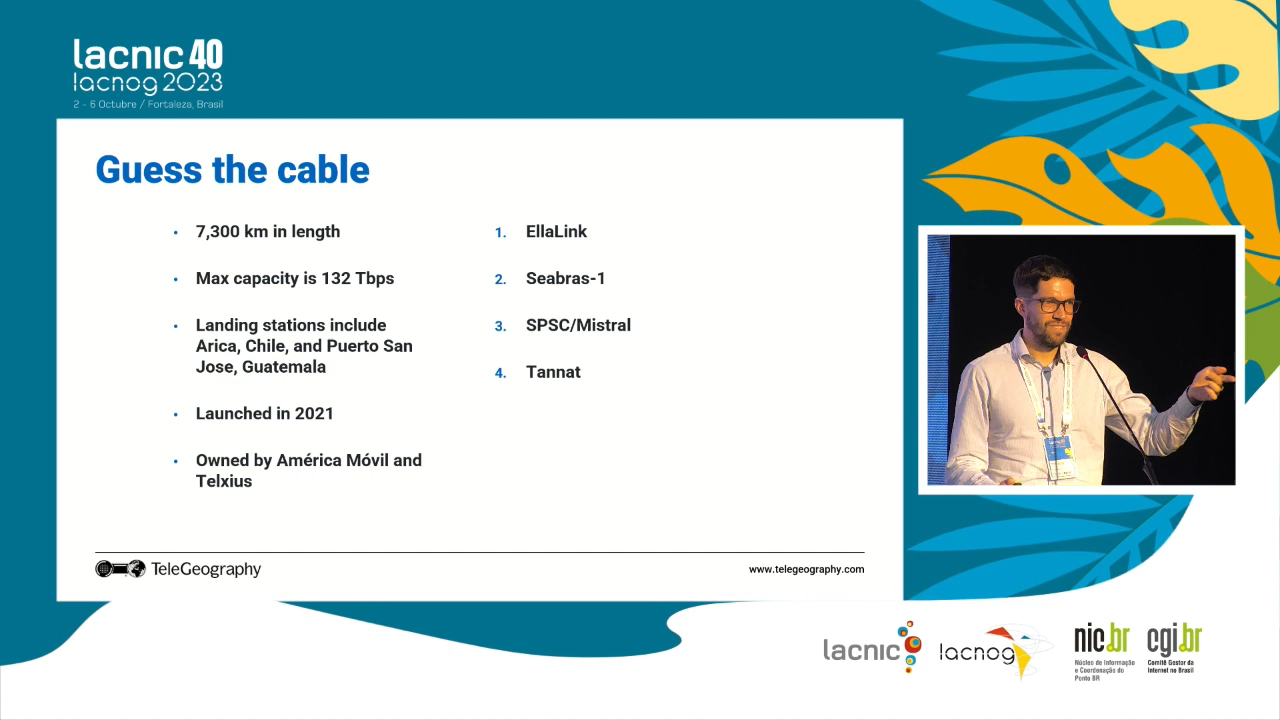 lacnic 40
lacnog 2023
2 - 6 Octubre / Fortaleza, Brasil
Guess the cable
• 7,300 km in length
• Max capacity is 132 Tbps
• Landing stations include
Arica, Chile, and Puerto San
Jose, Guatemala
• Launched in 2021
• Owned by América Móvil and
Telxius
1. EllaLink
2. Seabras-1
3. SPSC/Mistral
4. Tannat
TeleGeography
www.telegeography.com
lacnic
lacnog
nic.br
Núcleo de Informação
e Coordenação do
Ponto BR
cgi.br
Comitê Gestor da
Internet no Brasil